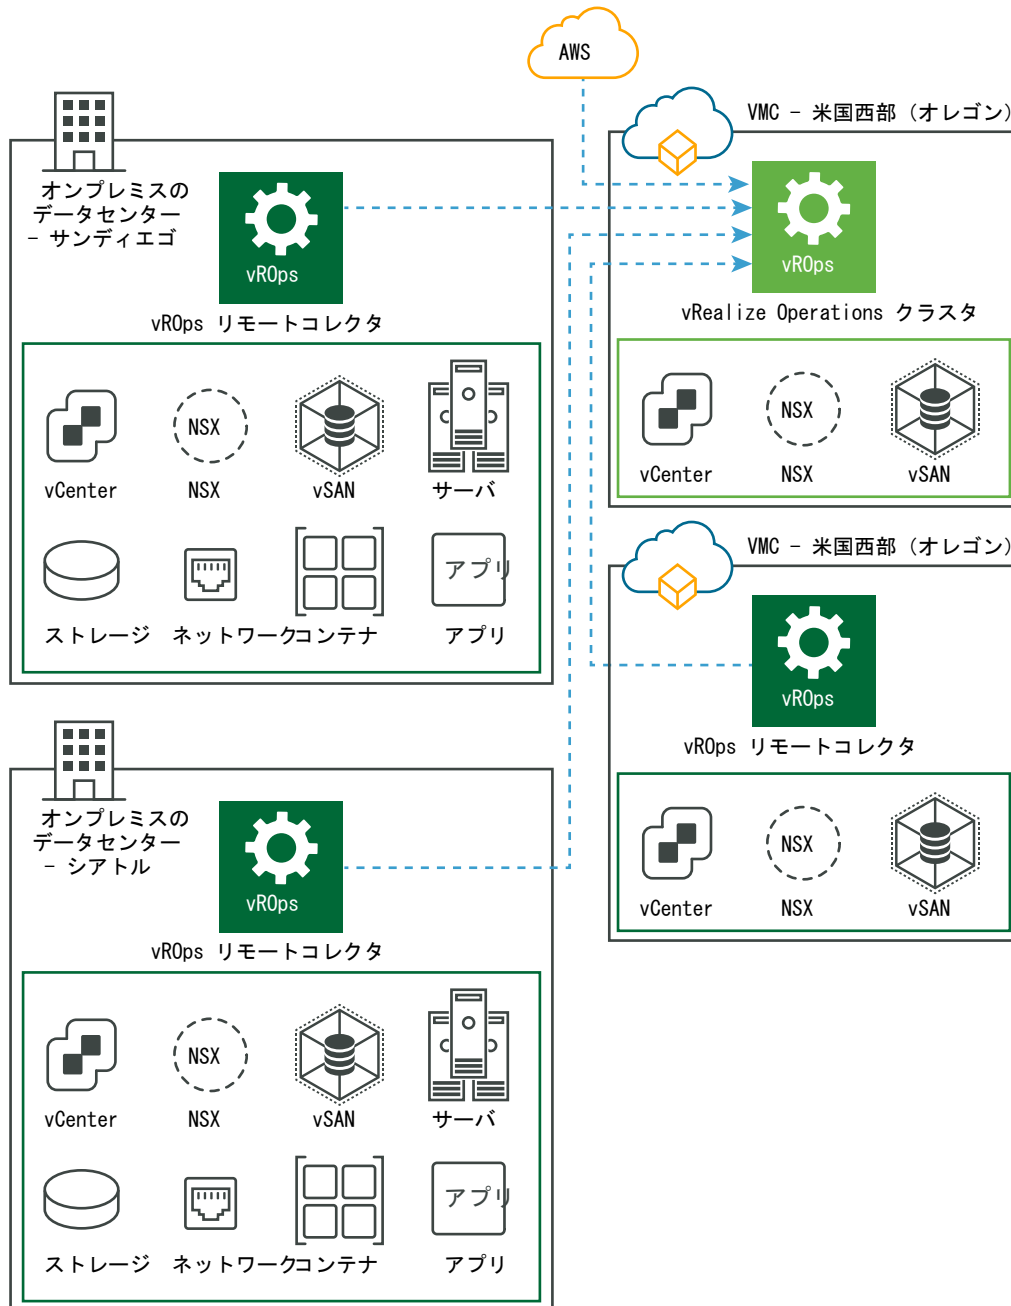 AWS
VMC - 米国西部 (オレゴン)
オンプレミスの
データセンター
- サンディエゴ
vROps
vROps リモートコレクタ
vROps
vRealize Operations クラスタ
NSX
vCenter
NSX
vSAN
サーバ
アプリ
ストレージ
ネットワーク
コンテナ
アプリ
NSX
vCenter
NSX
vSAN
VMC - 米国西部 (オレゴン)
vROps
vROps リモートコレクタ
NSX
vCenter
NSX
vSAN
オンプレミスの
データセンター
- シアトル
vROps
vROps リモートコレクタ
NSX
vCenter
NSX
vSAN
サーバ
アプリ
ストレージ
ネットワーク
コンテナ
アプリ